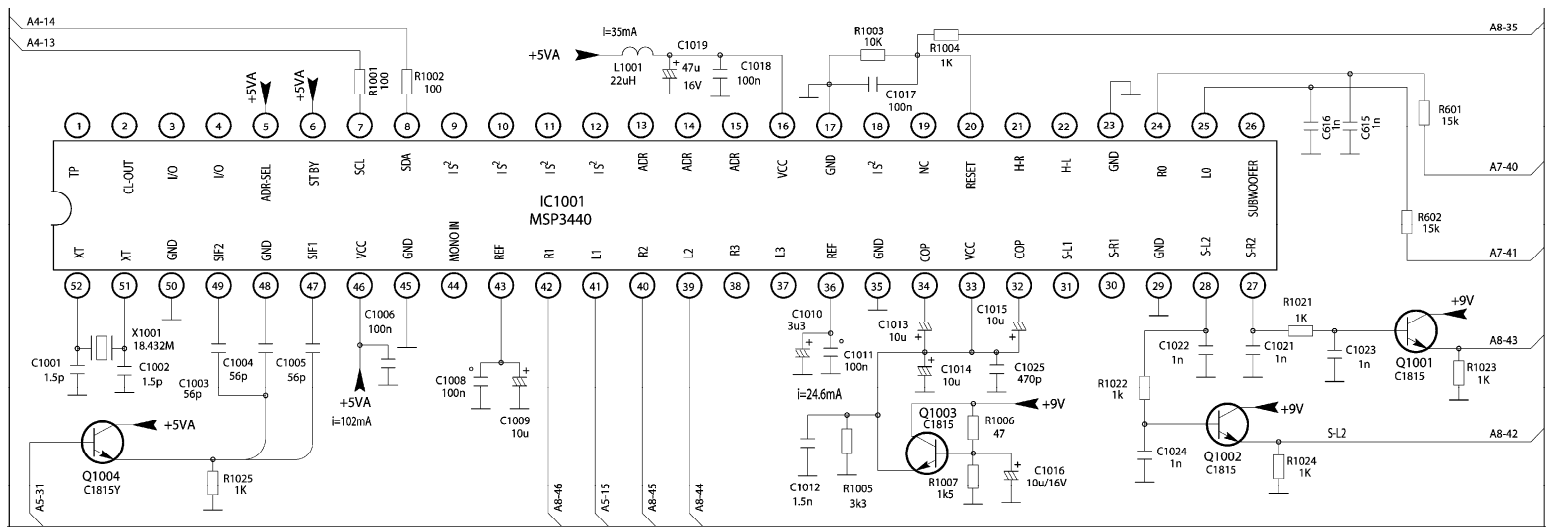 A4-14
A4-13
A8-35
i=35mA
+5VA
L1001
22uH
C1019
47u
+
16V
C1018
100n
R1003
10K
R1004
1K
C1017
100n
+5VA
+5VA
R1001
100
R1002
100
C616
1n
C615
1n
R601
15k
A7-40
1
2
3
4
5
6
7
8
9
10
11
12
13
14
15
16
17
18
19
20
21
22
23
24
25
26
TP
CL-OUT
I/O
I/O
ADR-SEL
ST BY
SCL
SDA
IS²
IS²
IS²
IS²
ADR
ADR
ADR
VCC
GND
IS²
NC
RESET
H-R
H-L
GND
R0
L0
SUBWOOFER
IC1001
MSP3440
R602
15k
A7-41
XT
XT
GND
SIF2
GND
SIF1
VCC
GND
MONO IN
REF
R1
L1
R2
L2
R3
L3
REF
GND
COP
VCC
COP
S-L1
S-R1
GND
S-L2
S-R2
52
51
50
49
48
47
46
45
44
43
42
41
40
39
38
37
36
35
34
33
32
31
30
29
28
27
X1001
18.432M
C1001
1.5p
C1002
1.5p
C1003
56p
C1004
56p
C1005
56p
C1006
100n
+5VA
i=102mA
C1008
100n
+
C1009
10u
C1010
3u3
+
C1011
100n
C1013
10u
+
C1015
10u
+
+
C1014
10u
C1025
470p
i=24.6mA
C1022
1n
C1021
1n
R1021
1K
C1023
1n
+9V
Q1001
C1815
A8-43
R1023
1K
R1022
1k
+9V
Q1002
C1815
C1024
1n
S-L2
A8-42
R1024
1K
+5VA
Q1004
C1815Y
A5-31
R1025
1K
A8-46
A5-15
A8-45
A8-44
C1012
1.5n
R1005
3k3
Q1003
C1815
+9V
R1006
47
R1007
1k5
+
C1016
10u/16V